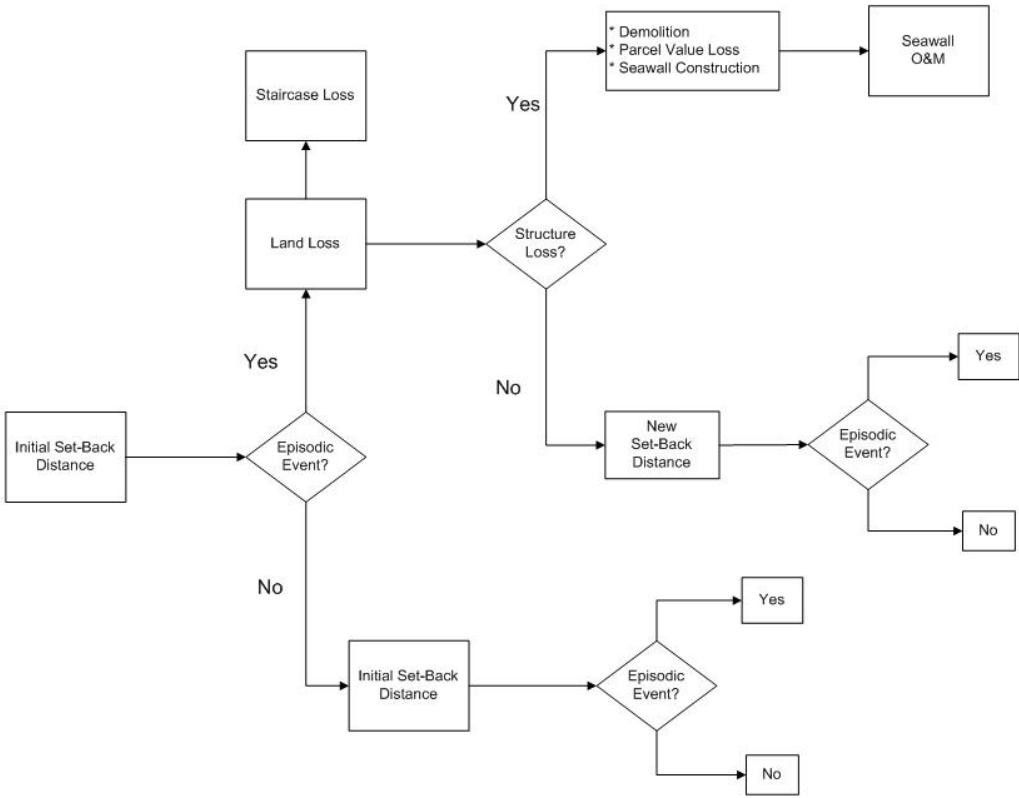 * Demolition
* Parcel Value Loss
* Seawall Construction
Seawall
O&M
Staircase Loss
Yes
Land Loss
Structure
Loss?
Yes
No
Yes
Initial Set-Back
Distance
Episodic
Event?
New
Set-Back
Distance
Episodic
Event?
No
No
Yes
Initial Set-Back
Distance
Episodic
Event?
No